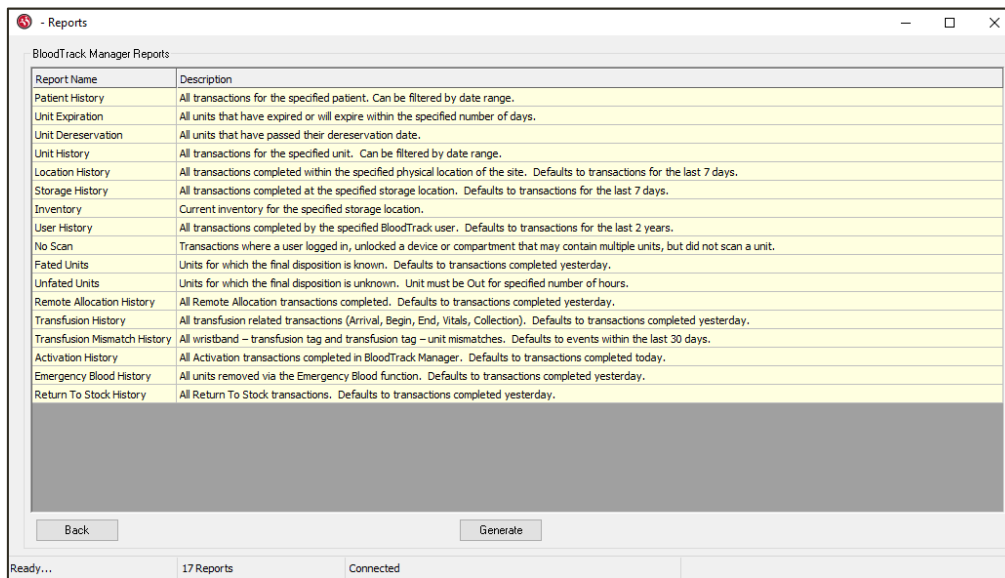 - Reports
BloodTrack Manager Reports
Report Name Description
Patient History All transactions for the specified patient. Can be filtered by date range.
Unit Expiration All units that have expired or will expire within the specified number of days.
Unit Dereservation All units that have passed their dereservation date.
Unit History All transactions for the specified unit.  Can be filtered by date range.
Location History All transactions completed within the specified physical location of the site.  Defaults to transactions for the last 7 days.
Storage History All transactions completed at the specified storage location.  Defaults to transactions for the last 7 days.
Inventory Current inventory for the specified storage location.
User History All transactions completed by the specified BloodTrack user.  Defaults to transactions for the last 2 years.
No Scan Transactions where a user logged in, unlocked a device or compartment that may contain multiple units, but did not scan a unit.
Fated Units Units for which the final disposition is known.  Defaults to transactions completed yesterday.
Unfated Units Units for which the final disposition is unknown.  Unit must be Out for specified number of hours.
Remote Allocation History All Remote Allocation transactions completed.  Defaults to transactions completed yesterday.
Transfusion History All transfusion related transactions (Arrival, Begin, End, Vitals, Collection).  Defaults to transactions completed yesterday.
Transfusion Mismatch History All wristband – transfusion tag and transfusion tag – unit mismatches.  Defaults to events within the last 30 days.
Activation History All Activation transactions completed in BloodTrack Manager.  Defaults to transactions completed today.
Emergency Blood History All units removed via the Emergency Blood function.  Defaults to transactions completed yesterday.
Return To Stock History All Return To Stock transactions.  Defaults to transactions completed yesterday.
Back Generate
Ready... 17 Reports Connected